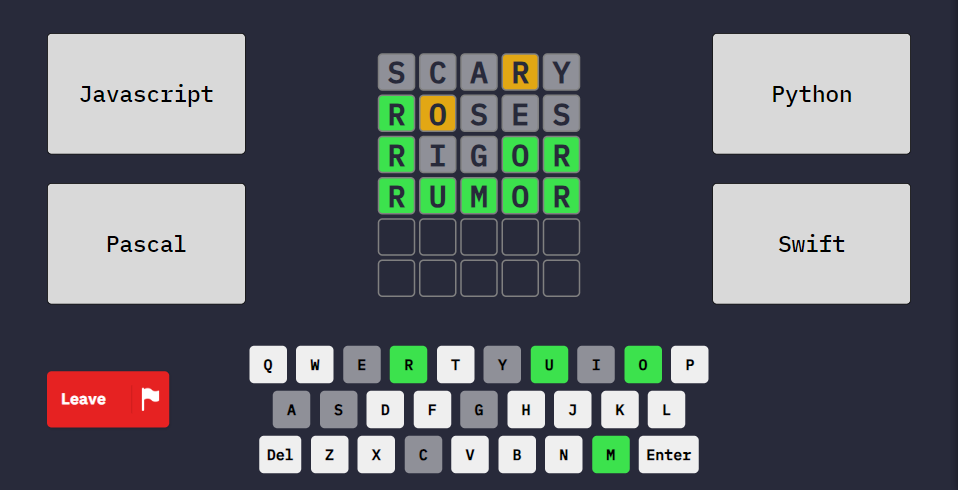 Javascript
Python
SCARY
ROSES
RIGOR
RUMOR
Pascal
Swift
Q W E R T Y U I O P
A S D F G H J K L
Del Z X C V B N M Enter
Leave